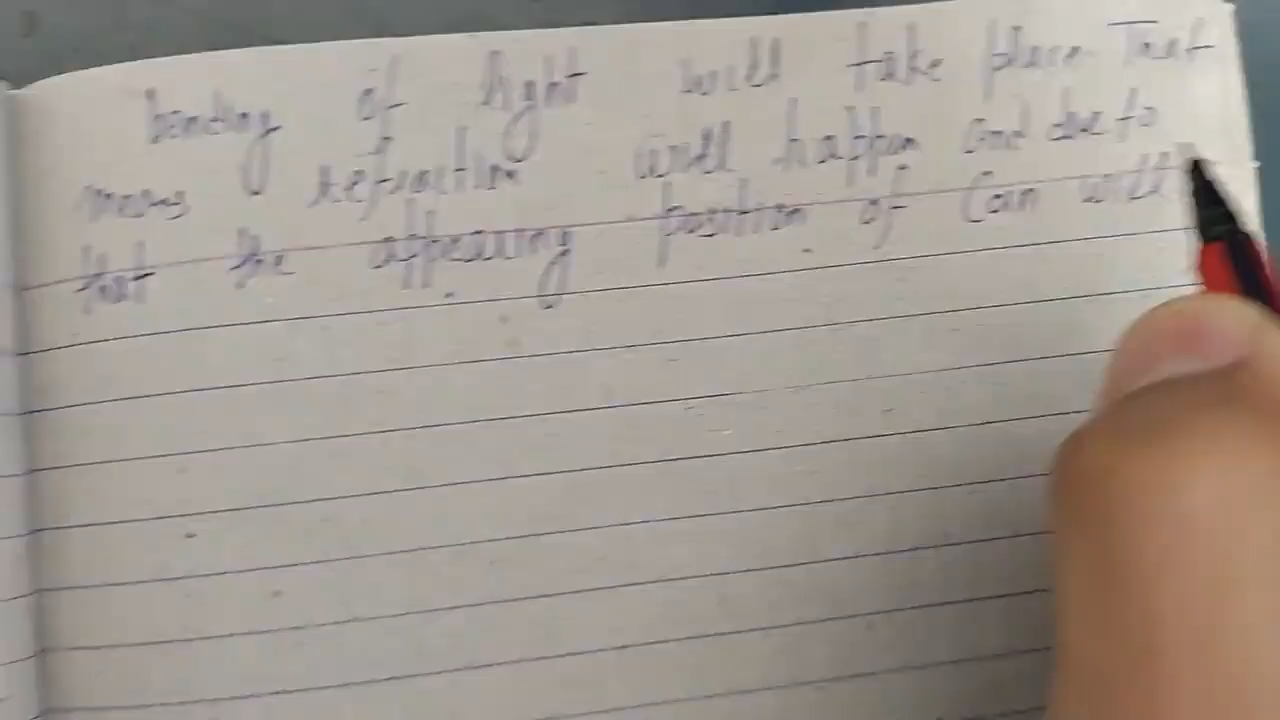 bending of light will take place. That
means refraction will happen and due to
that the appearing position of Coin will